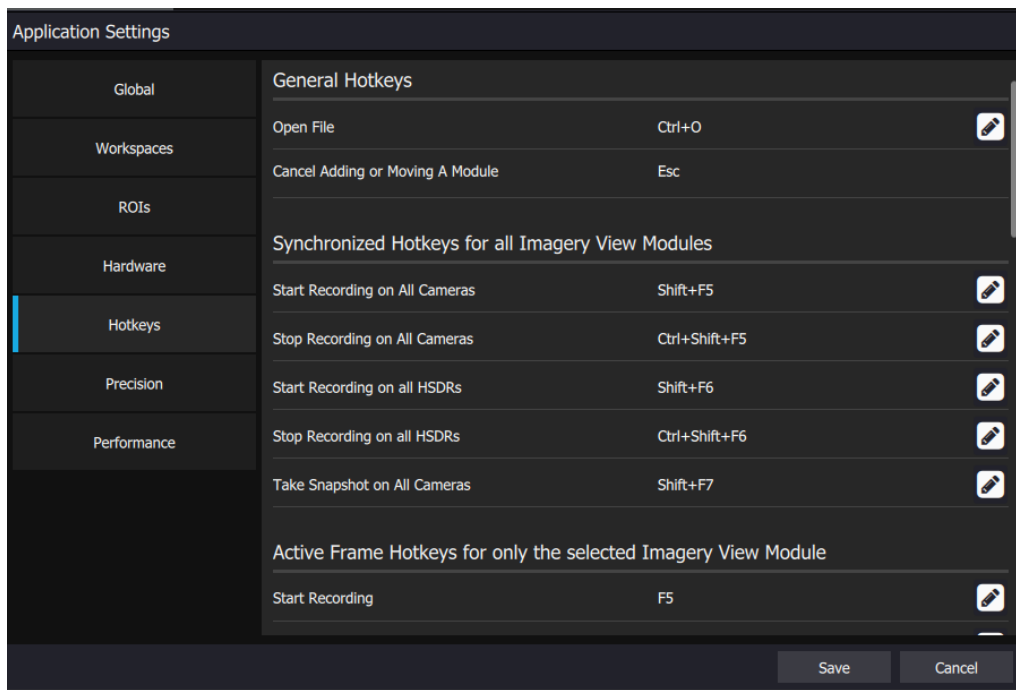 Application Settings
Global
Workspaces
ROIs
Hardware
Hotkeys
Precision
Performance
General Hotkeys
Open File Ctrl+O
Cancel Adding or Moving A Module Esc
Synchronized Hotkeys for all Imagery View Modules
Start Recording on All Cameras Shift+F5
Stop Recording on All Cameras Ctrl+Shift+F5
Start Recording on all HSDRs Shift+F6
Stop Recording on all HSDRs Ctrl+Shift+F6
Take Snapshot on All Cameras Shift+F7
Active Frame Hotkeys for only the selected Imagery View Module
Start Recording F5
Save Cancel